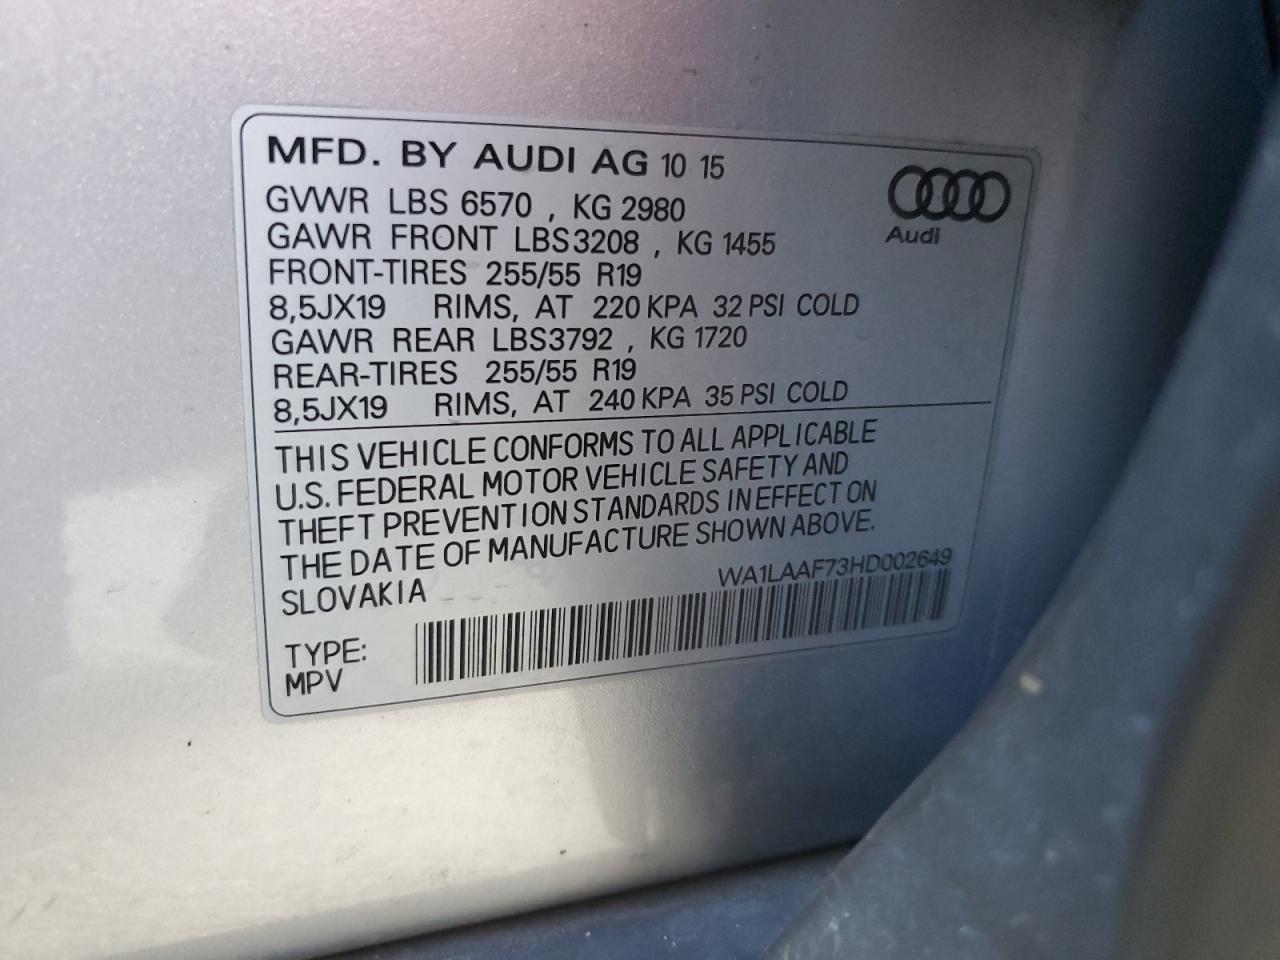 MFD. BY AUDI AG 10 15
GVWR LBS 6570 , KG 2980
GAWR FRONT LBS3208 , KG 1455
FRONT-TIRES 255/55 R19
8,5JX19 RIMS, AT 220 KPA 32 PSI COLD
GAWR REAR LBS3792 , KG 1720
REAR-TIRES 255/55 R19
8,5JX19 RIMS, AT 240 KPA 35 PSI COLD
Audi
THIS VEHICLE CONFORMS TO ALL APPLICABLE
U.S. FEDERAL MOTOR VEHICLE SAFETY AND
THEFT PREVENTION STANDARDS IN EFFECT ON
THE DATE OF MANUFACTURE SHOWN ABOVE.
SLOVAKIA
WA1LAAF73HD002649
TYPE:
MPV